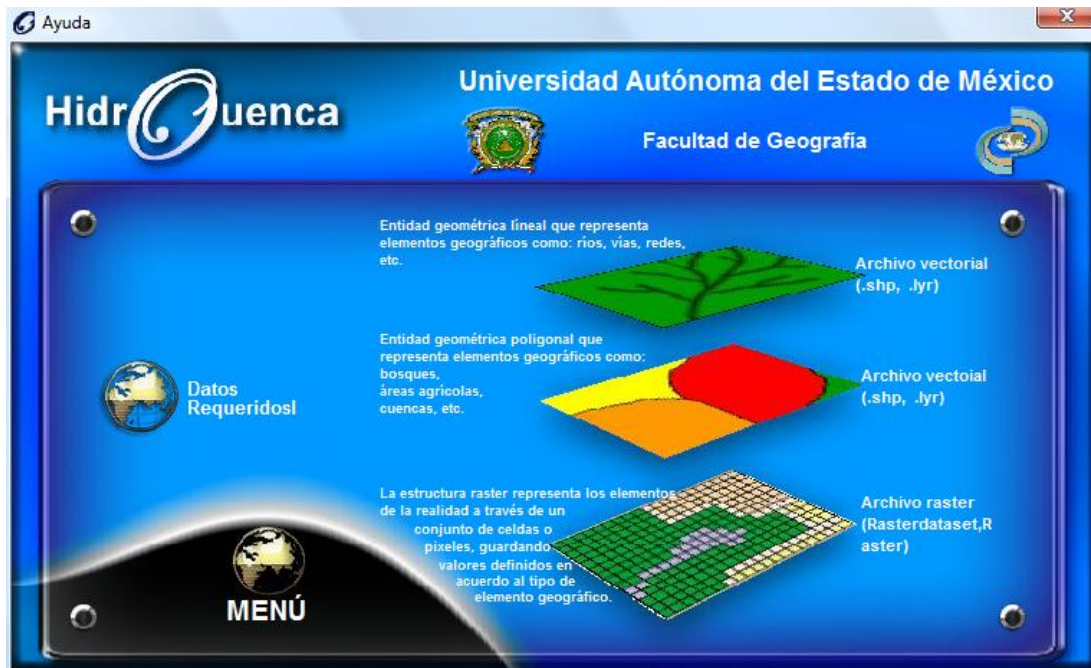 Ayuda
HidrOuenca
Universidad Autónoma del Estado de México
Facultad de Geografía
Entidad geométrica lineal que representa
elementos geográficos como: ríos, vías, redes,
etc.
Archivo vectorial
(.shp, .lyr)
Entidad geométrica poligonal que
representa elementos geográficos como:
bosques,
áreas agrícolas,
cuencas, etc.
Archivo vectoial
(.shp, .lyr)
Datos
Requeridosl
La estructura raster representa los elementos
de la realidad a través de un
conjunto de celdas o
pixeles, guardando
valores definidos en
acuerdo al tipo de
elemento geográfico.
Archivo raster
(Rasterdataset,R
aster)
MENÚ